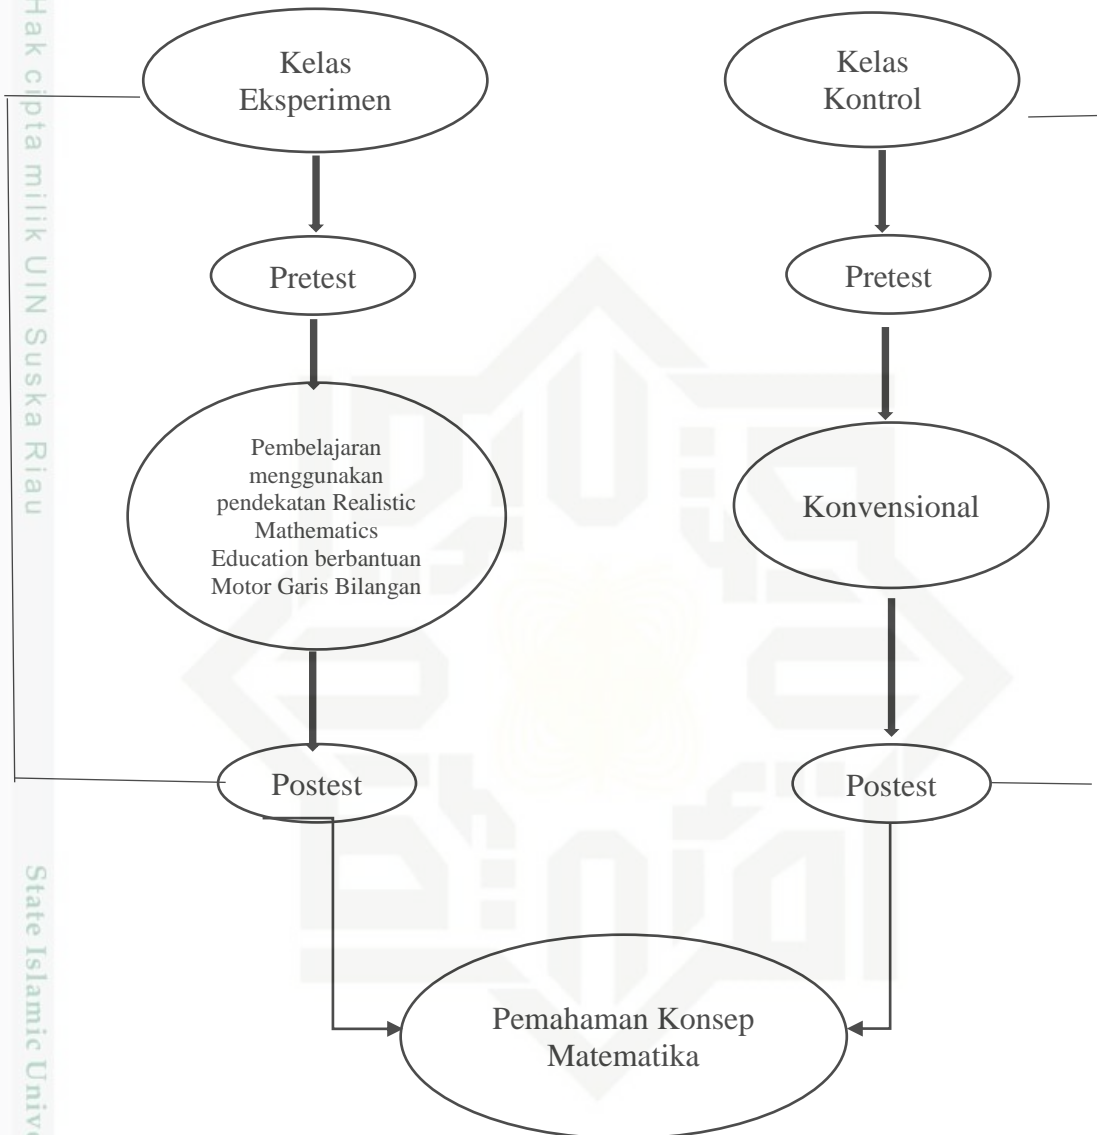 Hak cipta milik UIN Suska Riau
State Islamic
Kelas
Eksperimen
Kelas
Kontrol
Pretest
Pretest
Pembelajaran
menggunakan
pendekatan Realistic
Mathematics
Education berbantuan
Motor Garis Bilangan
Konvensional
Postest
Postest
Pemahaman Konsep
Matematika